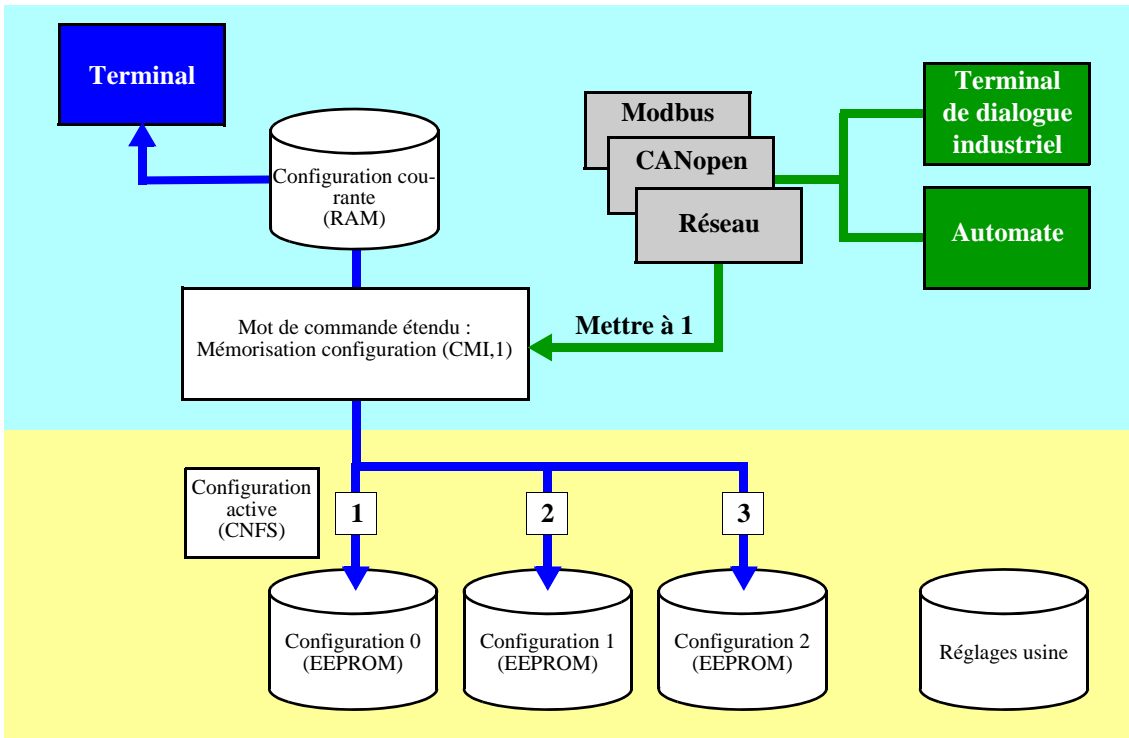 Terminal
Configuration cou-
rante
(RAM)
Modbus
CANopen
Réseau
Terminal
de dialogue
industriel
Automate
Mot de commande étendu :
Mémorisation configuration (CMI,1)
Mettre à 1
Configuration
active
(CNFS)
1
2
3
Configuration 0
(EEPROM)
Configuration 1
(EEPROM)
Configuration 2
(EEPROM)
Réglages usine